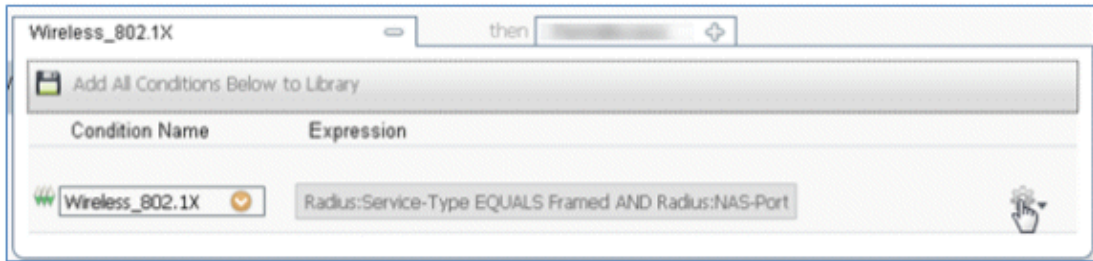 Wireless_802.1X then
Add All Conditions Below to Library
Condition Name Expression
Wireless_802.1X Radius:Service-Type EQUALS Framed AND Radius:NAS-Port